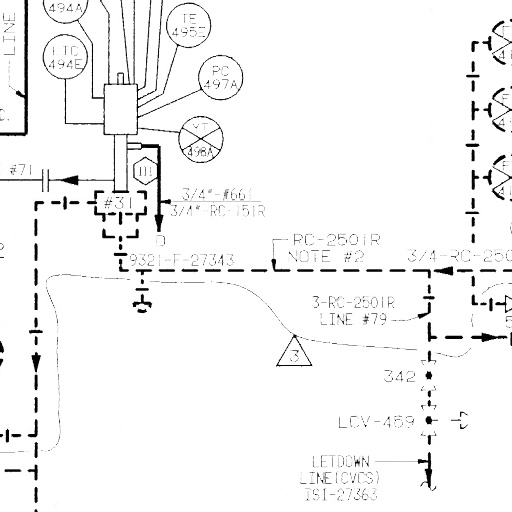 LINE
494A
TE
495E
LTC
494E
PC
497A
YT
498A
#71
111
#31
3/4"-#661
3/4"-RC-151R
D
9321-F-27343
RC-2501R
NOTE #2
3/4-RC-250
3-RC-2501R
LINE #79
3
342
LCV-459
LETDOWN
LINE(CVCS)
ISI-27363